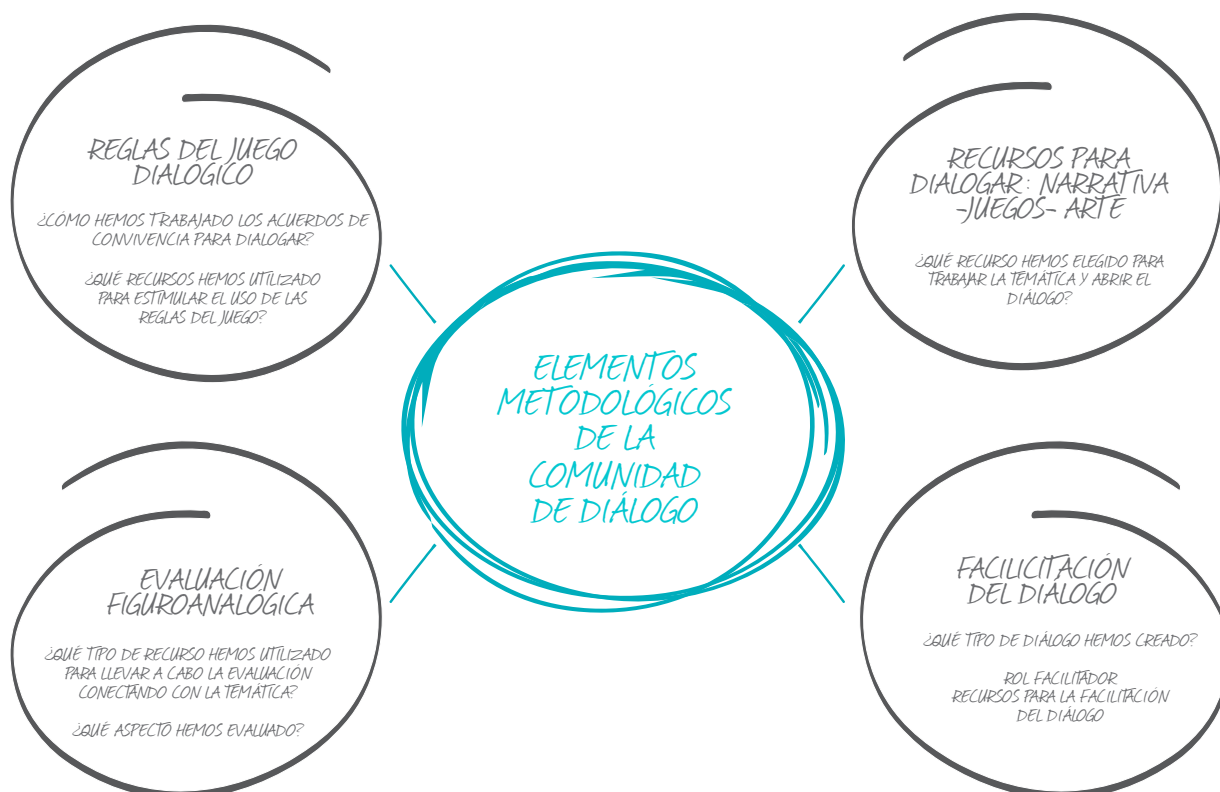 REGLAS DEL JUEGO
DIALÓGICO
¿CÓMO HEMOS TRABAJADO LOS ACUERDOS DE
CONVIVENCIA PARA DIALOGAR?
¿QUÉ RECURSOS HEMOS UTILIZADO
PARA ESTIMULAR EL USO DE LAS
REGLAS DEL JUEGO?
RECURSOS PARA
DIALOGAR: NARRATIVA
-JUEGOS- ARTE
¿QUÉ RECURSO HEMOS ELEGIDO PARA
TRABAJAR LA TEMÁTICA Y ABRIR EL
DIÁLOGO?
ELEMENTOS
METODOLÓGICOS
DE LA
COMUNIDAD
DE DIÁLOGO
EVALUACIÓN
FIGUROANALÓGICA
¿QUÉ TIPO DE RECURSO HEMOS UTILIZADO
PARA LLEVAR A CABO LA EVALUACIÓN
CONECTANDO CON LA TEMÁTICA?
¿QUÉ ASPECTO HEMOS EVALUADO?
FACILICITACIÓN
DEL DIÁLOGO
¿QUÉ TIPO DE DIÁLOGO HEMOS CREADO?
ROL FACILITADOR
RECURSOS PARA LA FACILITACIÓN
DEL DIÁLOGO